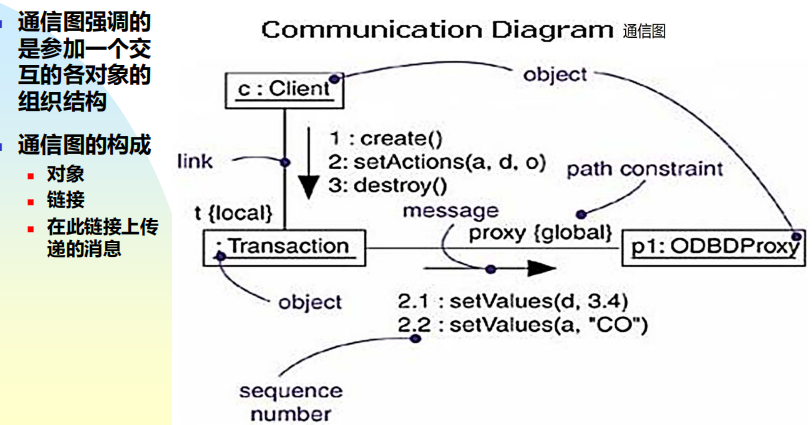 通信图强调的
是参加一个交
互的各对象的
组织结构
通信图的构成
对象
链接
在此链接上传
递的消息
Communication Diagram 通信图
object
c : Client
1 : create()
2: setActions(a, d, o)
3: destroy()
link
path constraint
t {local}
message
proxy {global}
: Transaction
p1: ODBDProxy
object
2.1 : setValues(d, 3.4)
2.2 : setValues(a, "CO")
sequence
number